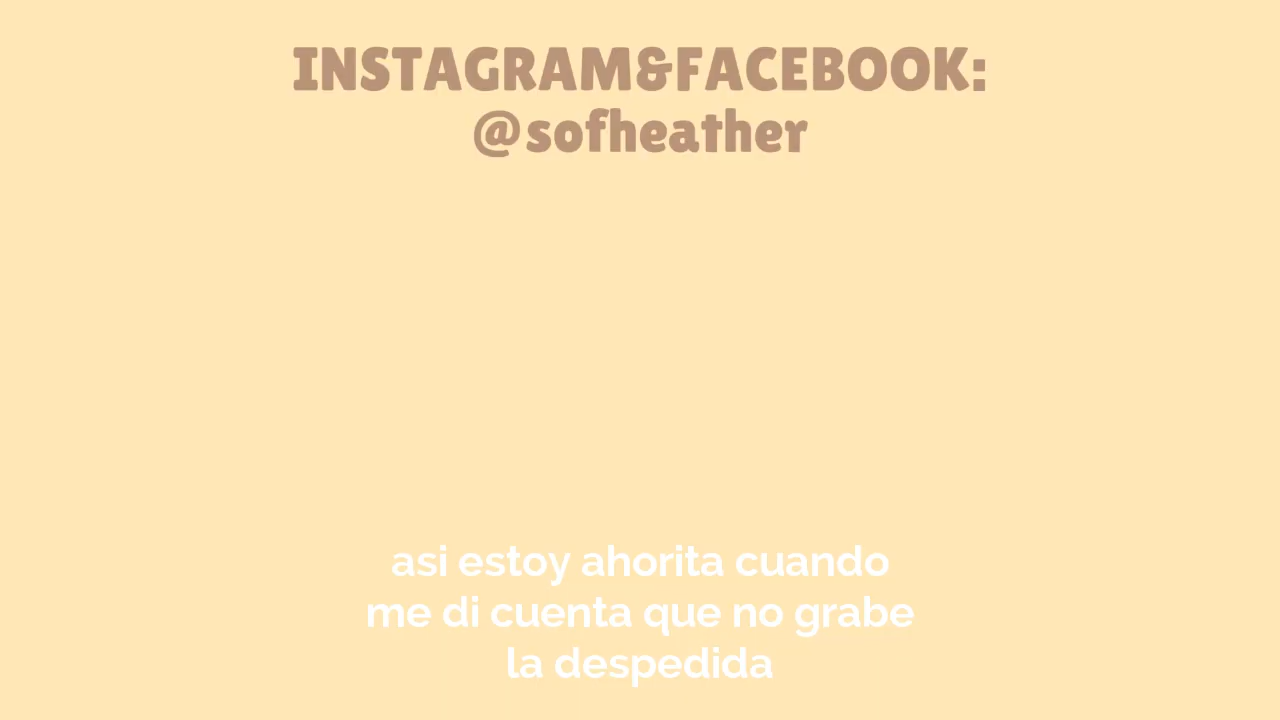 INSTAGRAM&FACEBOOK:
@sofheather
asi estoy ahorita cuando
me di cuenta que no grabe
la despedida